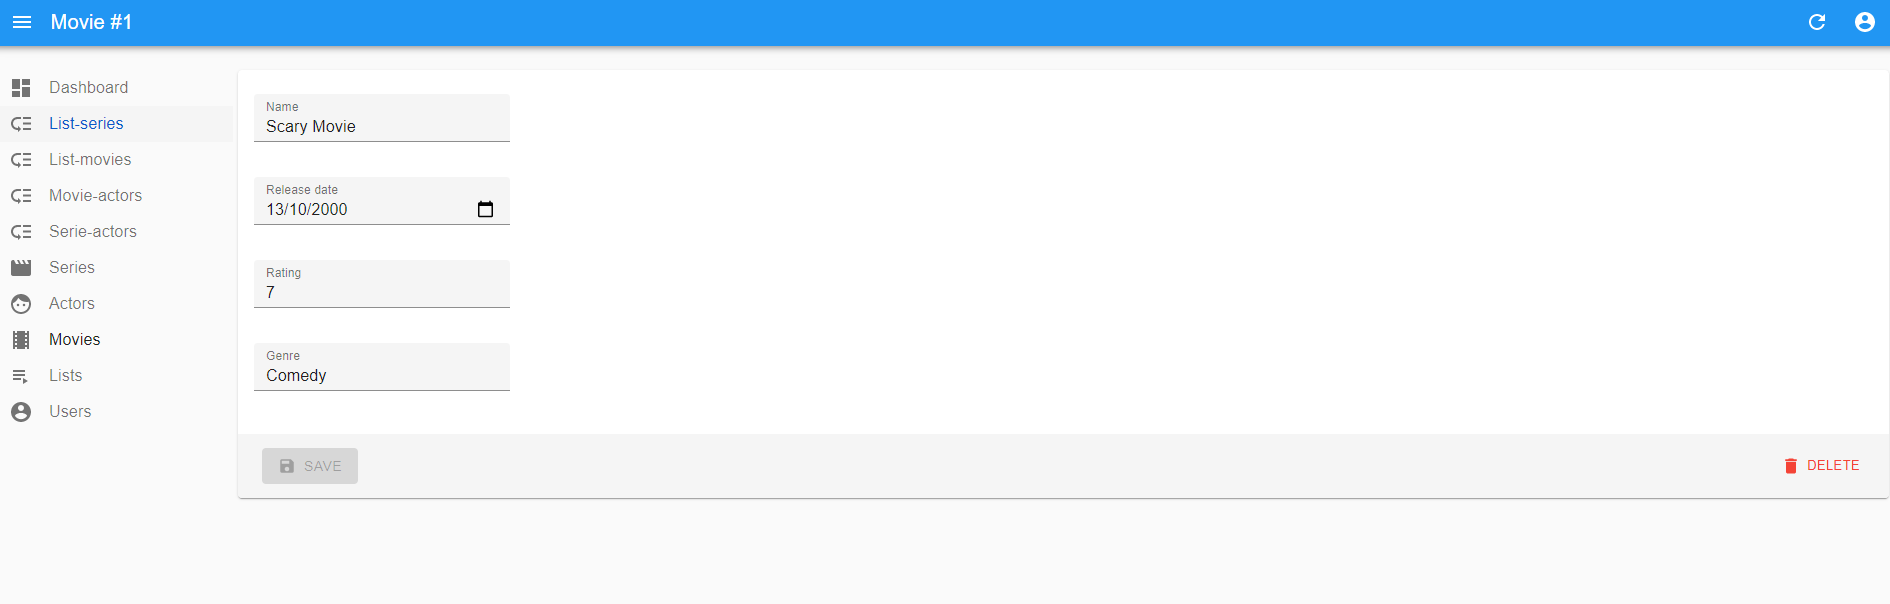 Movie #1
Dashboard
List-series
List-movies
Movie-actors
Serie-actors
Series
Actors
Movies
Lists
Users
Name
Scary Movie
Release date
13/10/2000
Rating
7
Genre
Comedy
SAVE
DELETE